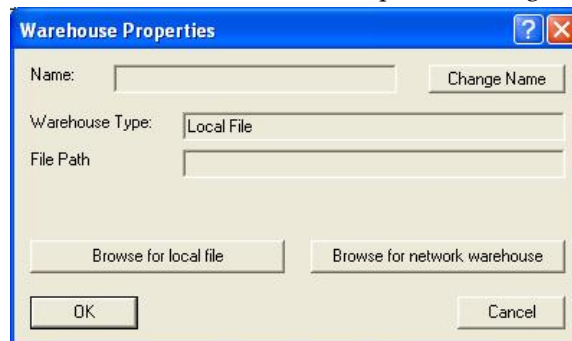 Warehouse Properties
Name:
Change Name
Warehouse Type: Local File
File Path
Browse for local file Browse for network warehouse
OK Cancel